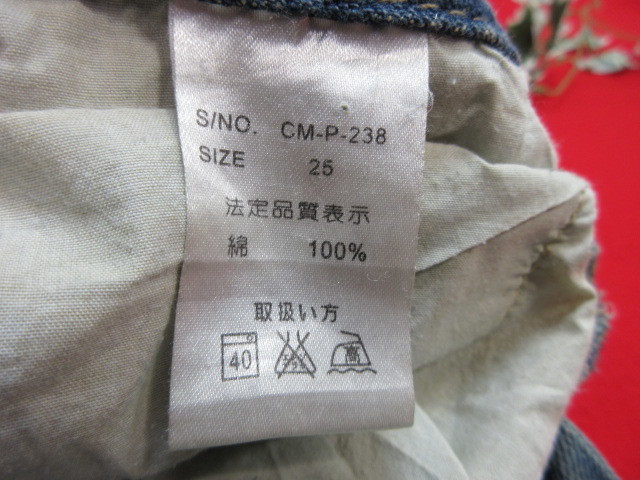 S/NO. CM-P-238
SIZE 25
法定品質表示
綿 100%
取扱い方
40 高